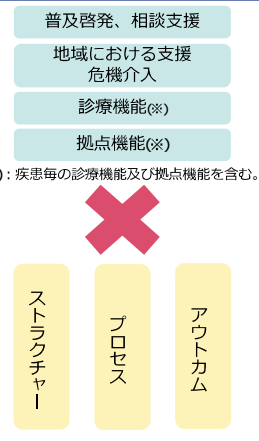 普及啓発、相談支援
地域における支援
危機介入
診療機能(※)
拠点機能(※)
)：疾患毎の診療機能及び拠点機能を含む。
ストラクチャー
プロセス
アウトカム